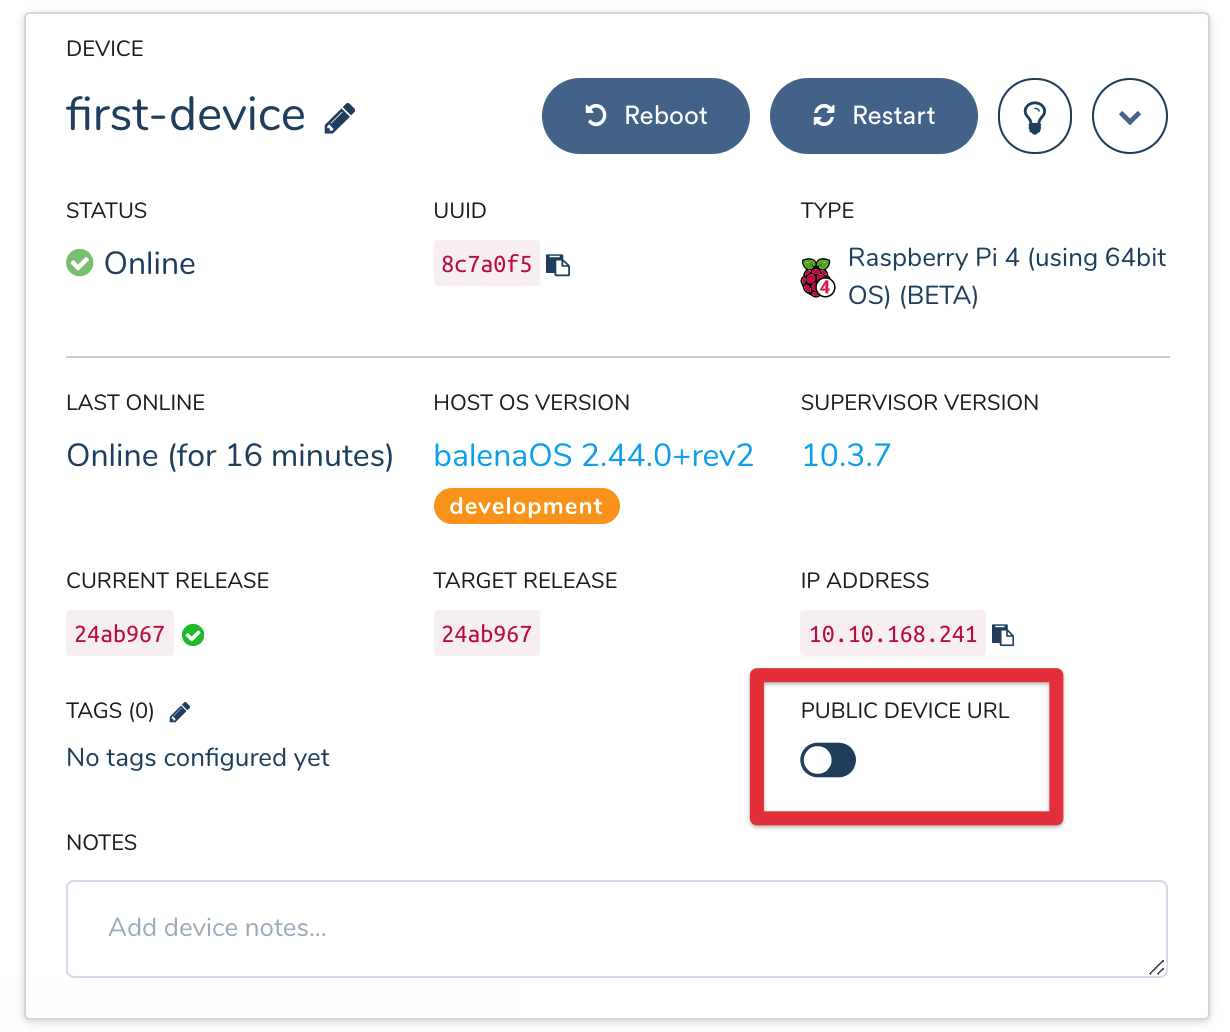 DEVICE
first-device
Reboot
Restart
STATUS
UUID
TYPE
Online
8c7a0f5
Raspberry Pi 4 (using 64bit
OS) (BETA)
4
LAST ONLINE
HOST OS VERSION
SUPERVISOR VERSION
Online (for 16 minutes)
balenaOS 2.44.0+rev2
10.3.7
development
CURRENT RELEASE
TARGET RELEASE
IP ADDRESS
24ab967
24ab967
10.10.168.241
TAGS (0)
PUBLIC DEVICE URL
No tags configured yet
NOTES
Add device notes...